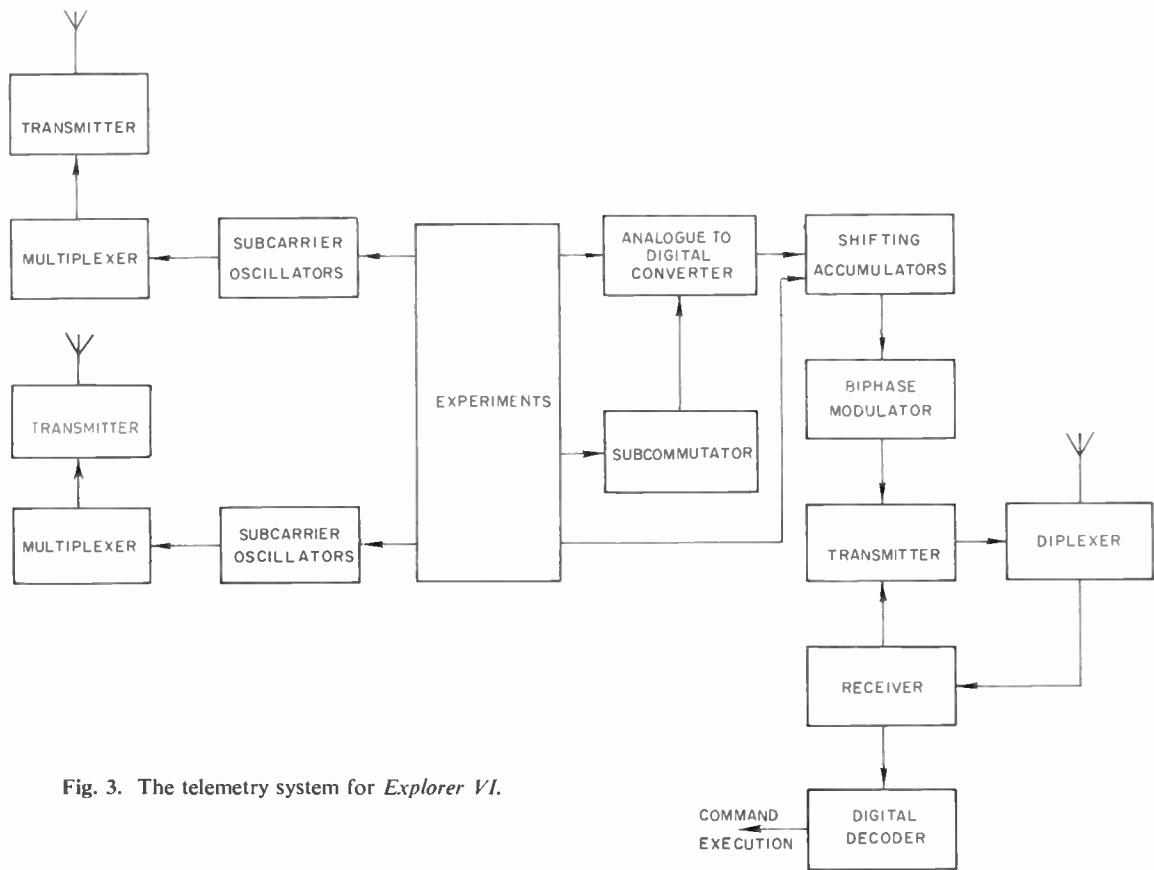 TRANSMITTER
MULTIPLEXER
SUBCARRIER
OSCILLATORS
TRANSMITTER
MULTIPLEXER
SUBCARRIER
OSCILLATORS
EXPERIMENTS
ANALOGUE TO
DIGITAL
CONVERTER
SUBCOMMUTATOR
SHIFTING
ACCUMULATORS
BIPHASE
MODULATOR
TRANSMITTER
DIPLEXER
RECEIVER
DIGITAL
DECODER
COMMAND
EXECUTION
Fig. 3. The telemetry system for Explorer VI.